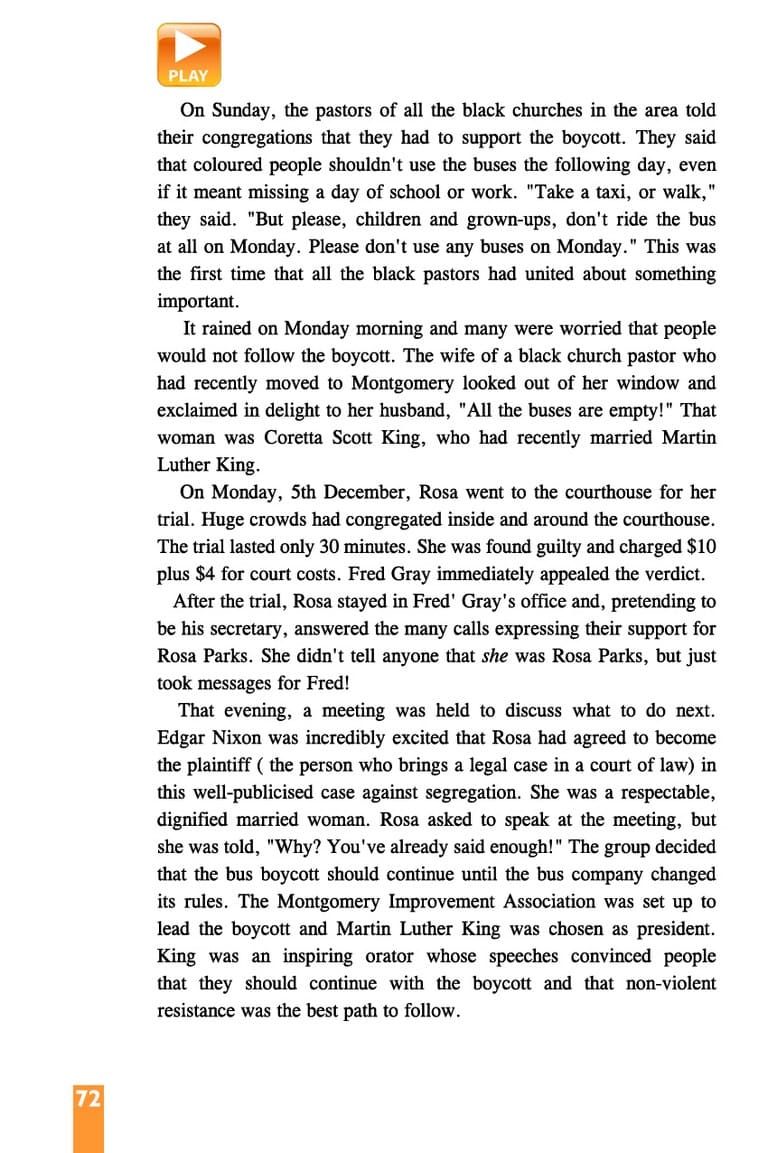 PLAY
On Sunday, the pastors of all the black churches in the area told
their congregations that they had to support the boycott. They said
that coloured people shouldn't use the buses the following day, even
if it meant missing a day of school or work. "Take a taxi, or walk,"
they said. "But please, children and grown-ups, don't ride the bus
at all on Monday. Please don't use any buses on Monday." This was
the first time that all the black pastors had united about something
important.
It rained on Monday morning and many were worried that people
would not follow the boycott. The wife of a black church pastor who
had recently moved to Montgomery looked out of her window and
exclaimed in delight to her husband, "All the buses are empty!" That
woman was Coretta Scott King, who had recently married Martin
Luther King.
On Monday, 5th December, Rosa went to the courthouse for her
trial. Huge crowds had congregated inside and around the courthouse.
The trial lasted only 30 minutes. She was found guilty and charged $10
plus $4 for court costs. Fred Gray immediately appealed the verdict.
After the trial, Rosa stayed in Fred' Gray's office and, pretending to
be his secretary, answered the many calls expressing their support for
Rosa Parks. She didn't tell anyone that she was Rosa Parks, but just
took messages for Fred!
That evening, a meeting was held to discuss what to do next.
Edgar Nixon was incredibly excited that Rosa had agreed to become
the plaintiff ( the person who brings a legal case in a court of law) in
this well-publicised case against segregation. She was a respectable,
dignified married woman. Rosa asked to speak at the meeting, but
she was told, "Why? You've already said enough!" The group decided
that the bus boycott should continue until the bus company changed
its rules. The Montgomery Improvement Association was set up to
lead the boycott and Martin Luther King was chosen as president.
King was an inspiring orator whose speeches convinced people
that they should continue with the boycott and that non-violent
resistance was the best path to follow.
72